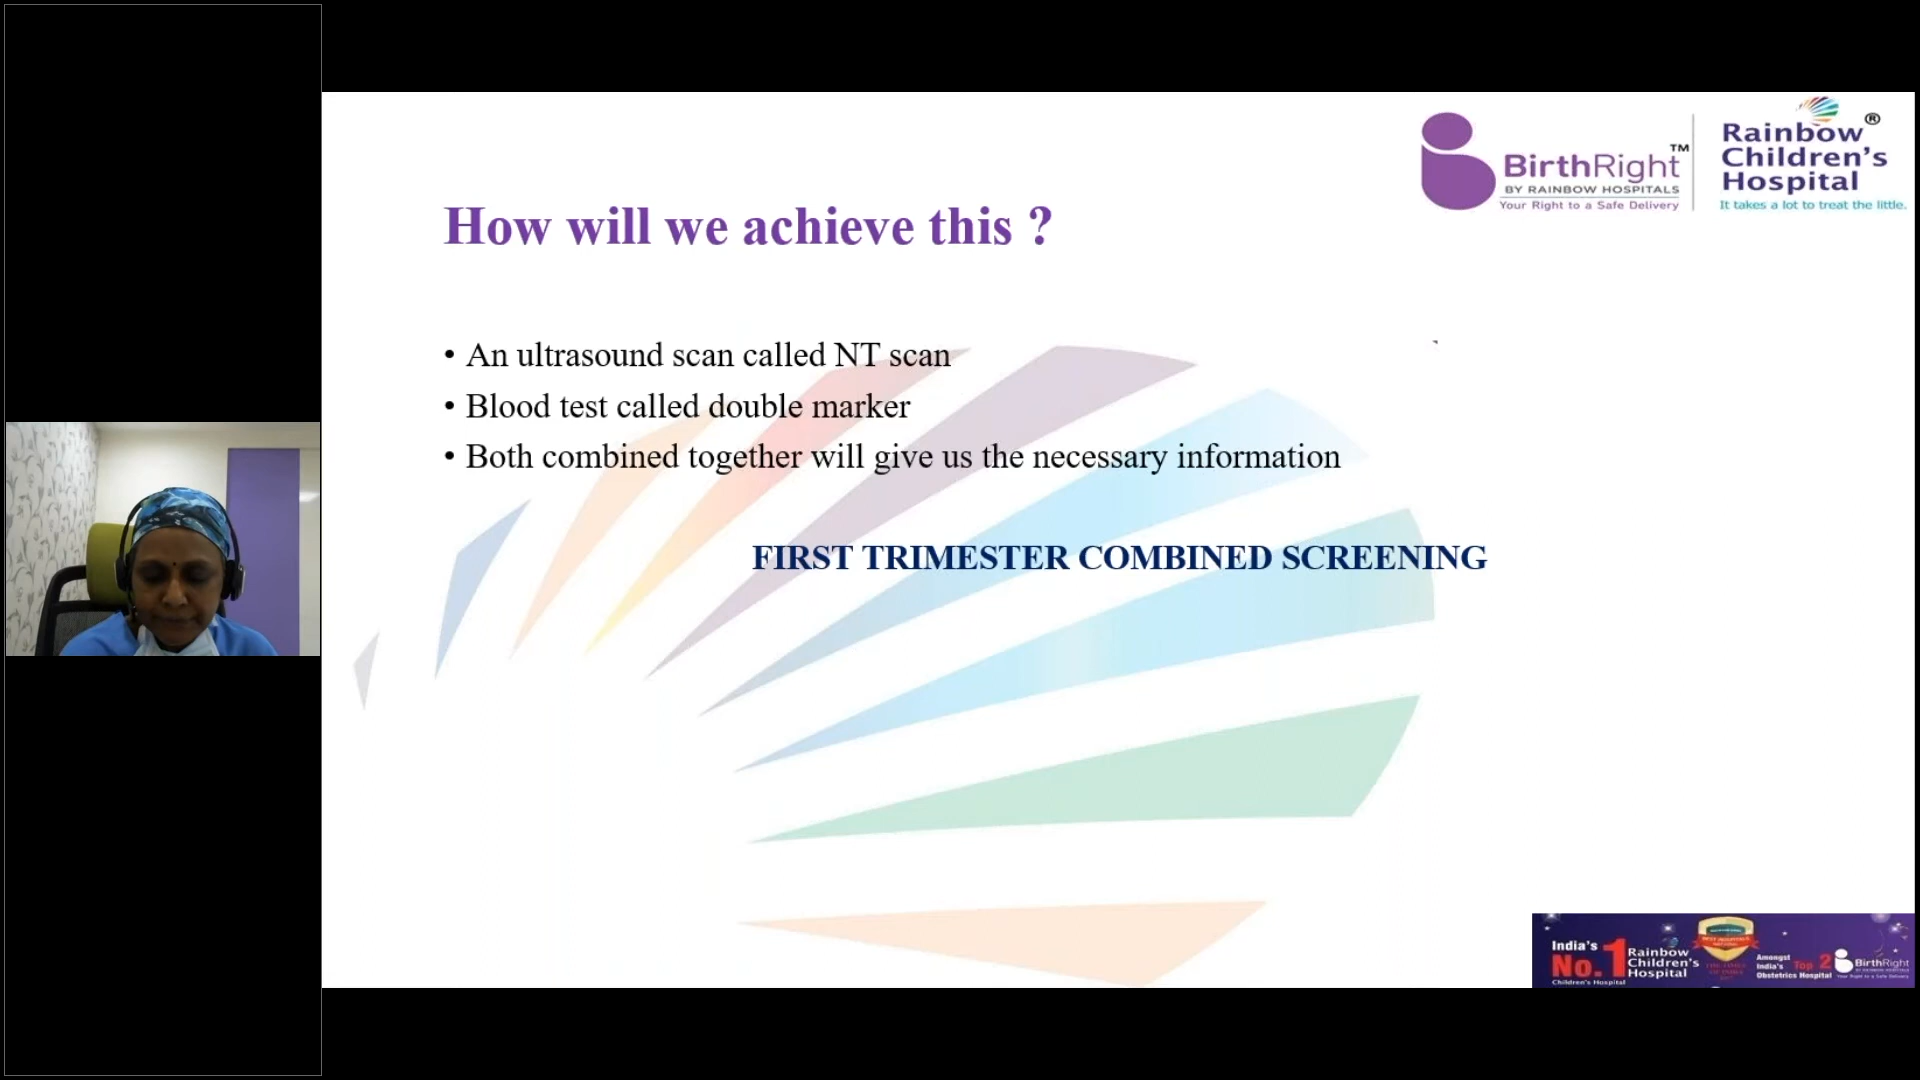 BirthRight™
BY RAINBOW HOSPITALS
Your Right to a Safe Delivery
Rainbow®
Children's
Hospital
It takes a lot to treat the little.
How will we achieve this ?
• An ultrasound scan called NT scan
• Blood test called double marker
• Both combined together will give us the necessary information
FIRST TRIMESTER COMBINED SCREENING
India's
No. 1
Children's Hospital
Rainbow
Children's
Hospital
Amongst
India's Top 2
Obstetrics Hospital
BirthRight